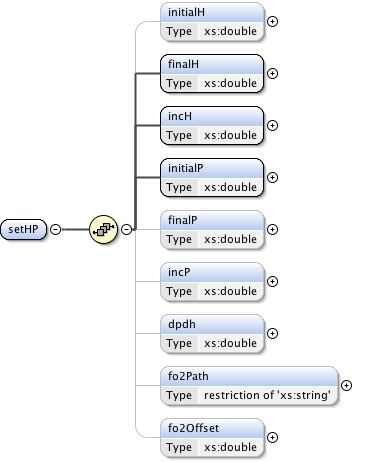 initialH
Type xs:double
finalH
Type xs:double
incH
Type xs:double
initialP
Type xs:double
setHP
finalP
Type xs:double
incP
Type xs:double
dpdh
Type xs:double
fo2Path
Type restriction of 'xs:string'
fo2Offset
Type xs:double